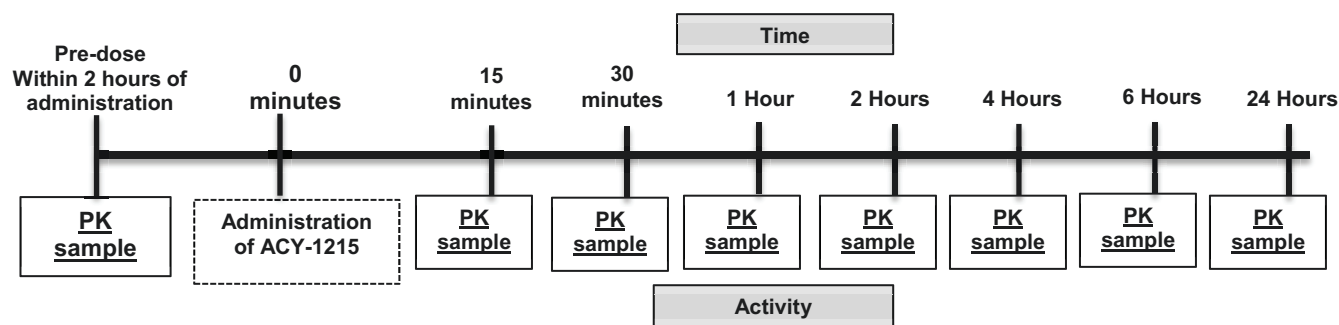 Time
Pre-dose
Within 2 hours of
administration
0
minutes
15
minutes
30
minutes
1 Hour
2 Hours
4 Hours
6 Hours
24 Hours
PK
sample
Administration
of ACY-1215
PK
sample
PK
sample
PK
sample
PK
sample
PK
sample
PK
sample
PK
sample
Activity